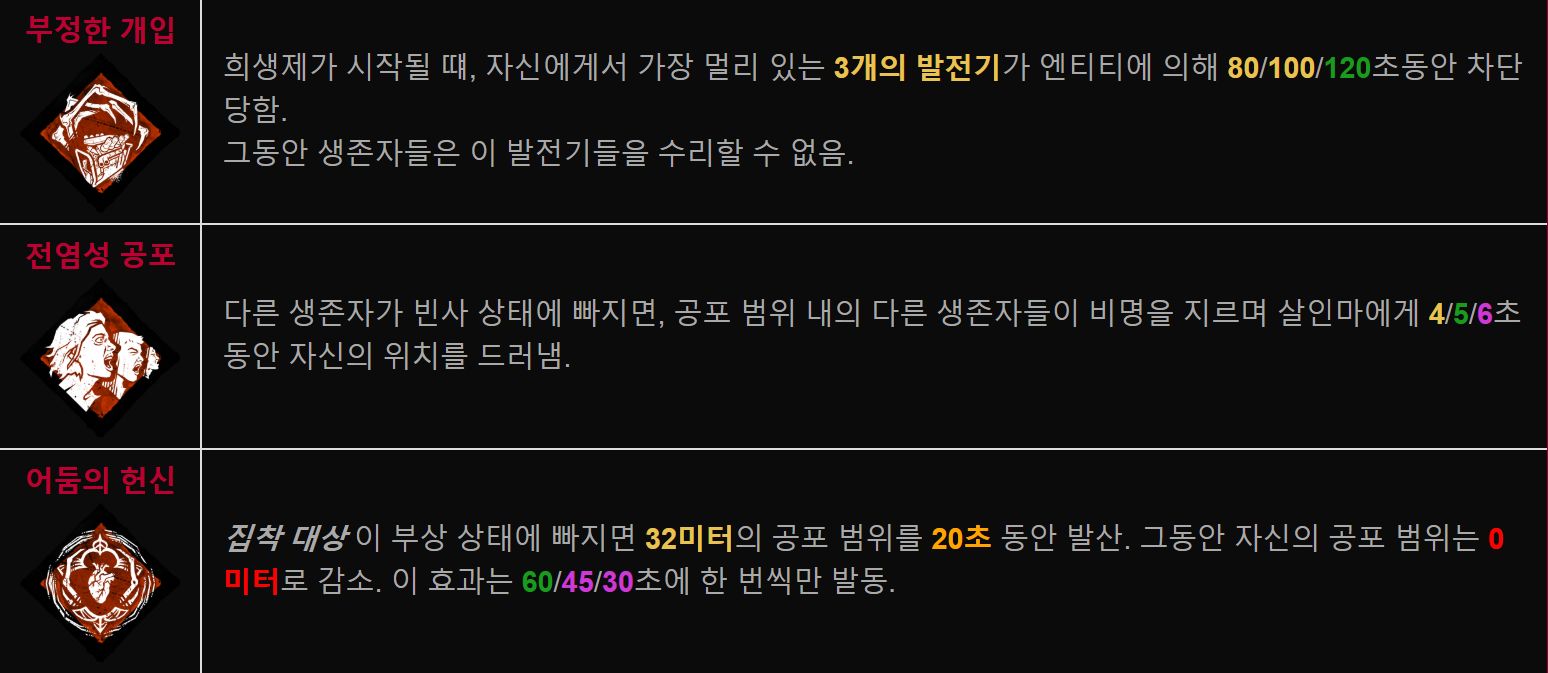 부정한 개입
희생제가 시작될 떄, 자신에게서 가장 멀리 있는 3개의 발전기가 엔티티에 의해 80/100/120초동안 차단
당함.
그동안 생존자들은 이 발전기들을 수리할 수 없음.
전염성 공포
다른 생존자가 빈사 상태에 빠지면, 공포 범위 내의 다른 생존자들이 비명을 지르며 살인마에게 4/5/6초
동안 자신의 위치를 드러냄.
어둠의 헌신
집착 대상이 부상 상태에 빠지면 32미터의 공포 범위를 20초 동안 발산. 그동안 자신의 공포 범위는 0
미터로 감소. 이 효과는 60/45/30초에 한 번씩만 발동.